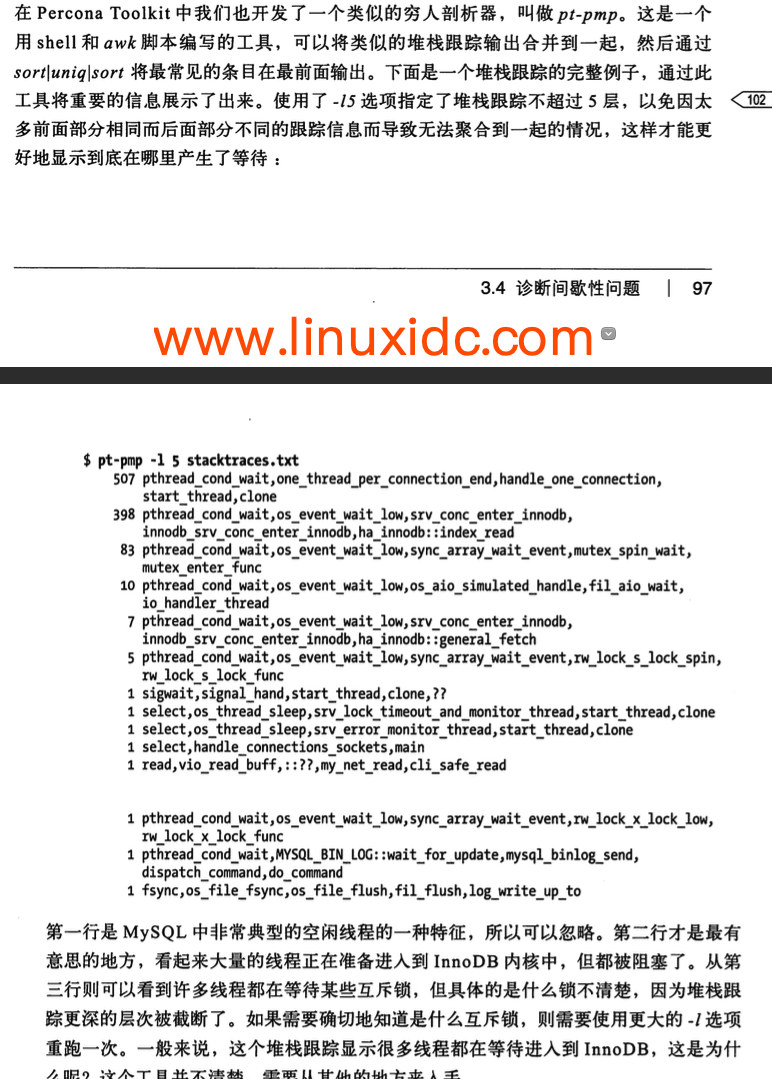 在 Percona Toolkit 中我们也开发了一个类似的穷人剖析器，叫做 pt-pmp。这是一个
用 shell 和 awk 脚本编写的工具，可以将类似的堆栈跟踪输出合并到一起，然后通过
sort|uniq|sort 将最常见的条目在最前面输出。下面是一个堆栈跟踪的完整例子，通过此
工具将重要的信息展示了出来。使用了 -l5 选项指定了堆栈跟踪不超过 5 层，以免因太
102
多前面部分相同而后面部分不同的跟踪信息而导致无法聚合到一起的情况，这样才能更
好地显示到底在哪里产生了等待：
3.4 诊断间歇性问题 | 97
www.linuxidc.com
$ pt-pmp -l 5 stacktraces.txt
507 pthread_cond_wait,one_thread_per_connection_end,handle_one_connection,
start_thread,clone
398 pthread_cond_wait,os_event_wait_low,srv_conc_enter_innodb,
innodb_srv_conc_enter_innodb,ha_innodb::index_read
83 pthread_cond_wait,os_event_wait_low,sync_array_wait_event,mutex_spin_wait,
mutex_enter_func
10 pthread_cond_wait,os_event_wait_low,os_aio_simulated_handle,fil_aio_wait,
io_handler_thread
7 pthread_cond_wait,os_event_wait_low,srv_conc_enter_innodb,
innodb_srv_conc_enter_innodb,ha_innodb::general_fetch
5 pthread_cond_wait,os_event_wait_low,sync_array_wait_event,rw_lock_s_lock_spin,
rw_lock_s_lock_func
1 sigwait,signal_hand,start_thread,clone,??
1 select,os_thread_sleep,srv_lock_timeout_and_monitor_thread,start_thread,clone
1 select,os_thread_sleep,srv_error_monitor_thread,start_thread,clone
1 select,handle_connections_sockets,main
1 read,vio_read_buff,::??,my_net_read,cli_safe_read
1 pthread_cond_wait,os_event_wait_low,sync_array_wait_event,rw_lock_x_lock_low,
rw_lock_x_lock_func
1 pthread_cond_wait,MYSQL_BIN_LOG::wait_for_update,mysql_binlog_send,
dispatch_command,do_command
1 fsync,os_file_fsync,os_file_flush,fil_flush,log_write_up_to
第一行是 MySQL 中非常典型的空闲线程的一种特征，所以可以忽略。第二行才是最有
意思的地方，看起来大量的线程正在准备进入到 InnoDB 内核中，但都被阻塞了。从第
三行则可以看到许多线程都在等待某些互斥锁，但具体的是什么锁不清楚，因为堆栈跟
踪更深的层次被截断了。如果需要确切地知道是什么互斥锁，则需要使用更大的 -l 选项
重跑一次。一般来说，这个堆栈跟踪显示很多线程都在等待进入到 InnoDB，这是为什
么呢？这个工具并不清楚，需要从其他的地方来入手。